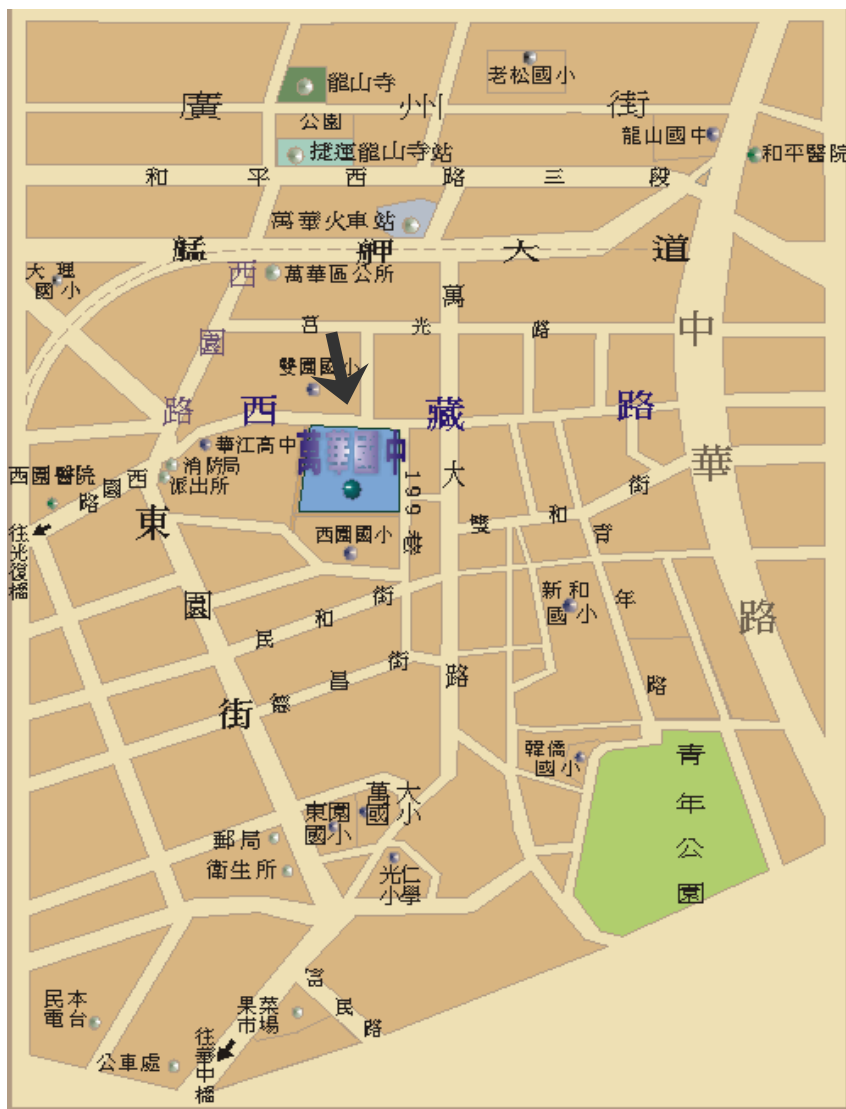 龍山寺
老松國小
廣州街
公園
龍山國中
捷運龍山寺站
和平醫院
和平西路三段
萬華火車站
艋舺大道
大理
國小
萬華區公所
西園路
萬大路
莒光路
中華路
雙園國小
西藏路
華江高中
萬華國中
消防局
派出所
西園醫院
西園路
199巷
東園街
雙和街
西園國小
往光復橋
青年路
新和
國小
民和街
德昌街
韓僑
國小
青年公園
萬大
國小
東園
國小
郵局
衛生所
光仁
小學
富民路
民本
電台
果菜
市場
往華中橋
公車處